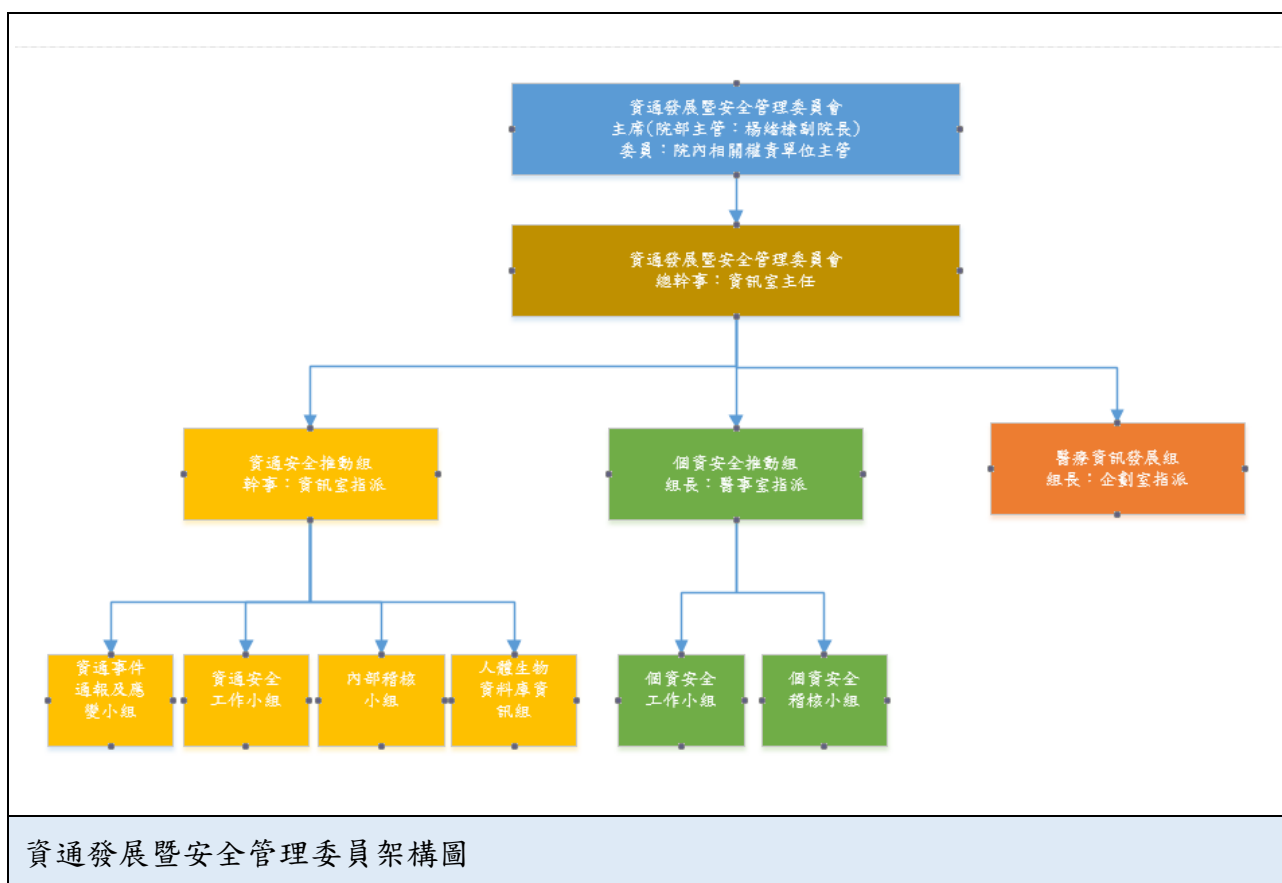 資通發展暨安全管理委員會
主席(院部主管：楊緒棣副院長)
委員：院內相關權責單位主管
資通發展暨安全管理委員會
總幹事：資訊室主任
資通安全推動組
幹事：資訊室指派
個資安全推動組
組長：醫事室指派
醫療資訊發展組
組長：企劃室指派
資通事件
通報及應
變小組
資通安全
工作小組
內部稽核
小組
人體生物
資料庫資
訊組
個資安全
工作小組
個資安全
稽核小組
資通發展暨安全管理委員架構圖